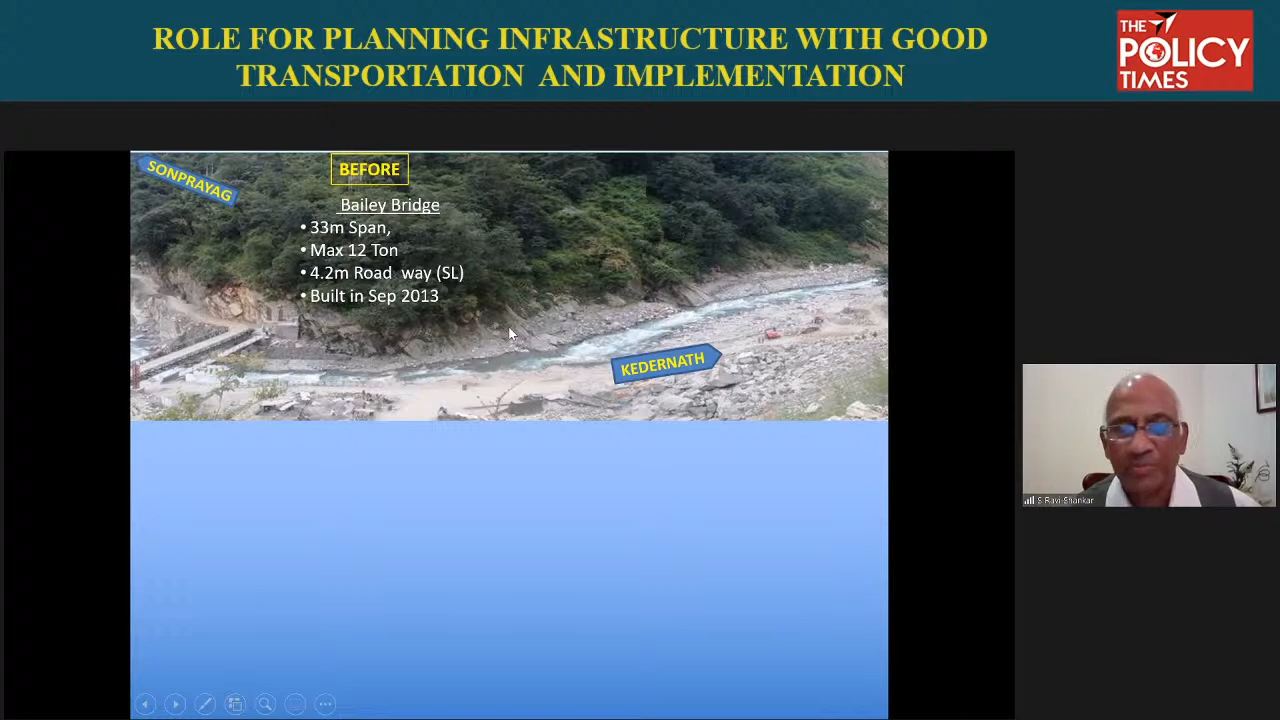 ROLE FOR PLANNING INFRASTRUCTURE WITH GOOD
TRANSPORTATION AND IMPLEMENTATION
THE
POLICY
TIMES
SONPRAYAG
BEFORE
Bailey Bridge
• 33m Span,
• Max 12 Ton
• 4.2m Road way (SL)
• Built in Sep 2013
KEDERNATH
S Ravi-Shankar